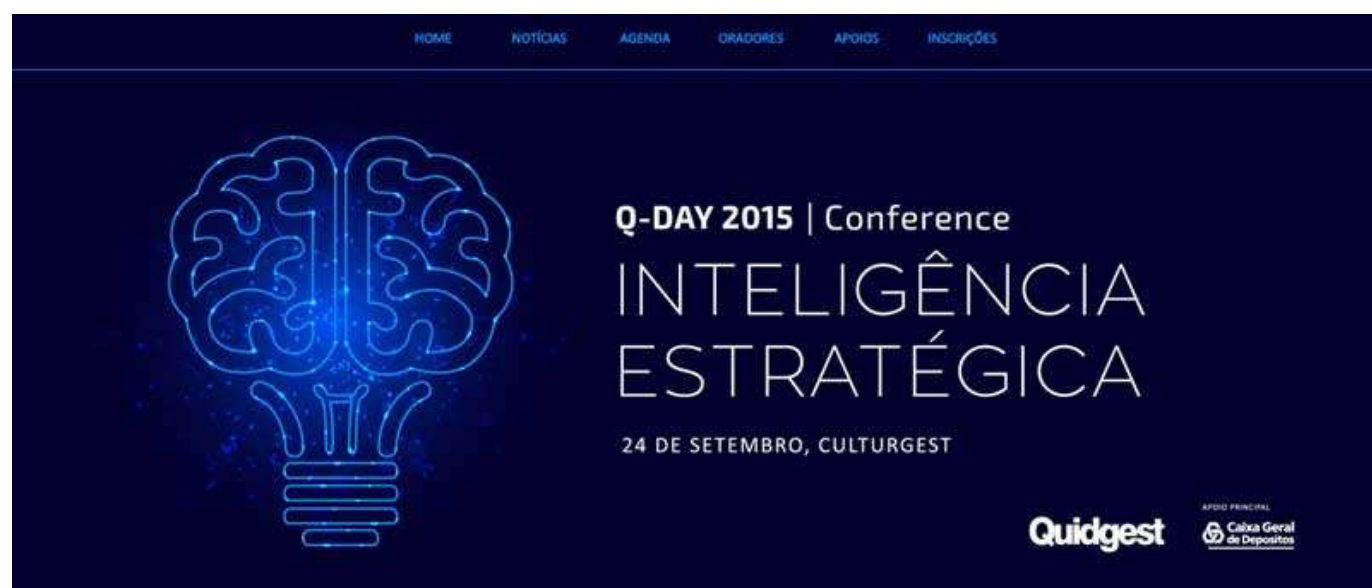 HOME NOTÍCIAS AGENDA ORADORES APOIOS INSCRIÇÕES
Q-DAY 2015 | Conference
INTELIGÊNCIA
ESTRATÉGICA
24 DE SETEMBRO, CULTURGEST
Quidgest
APOIO PRINCIPAL
Caixa Geral
de Depositos